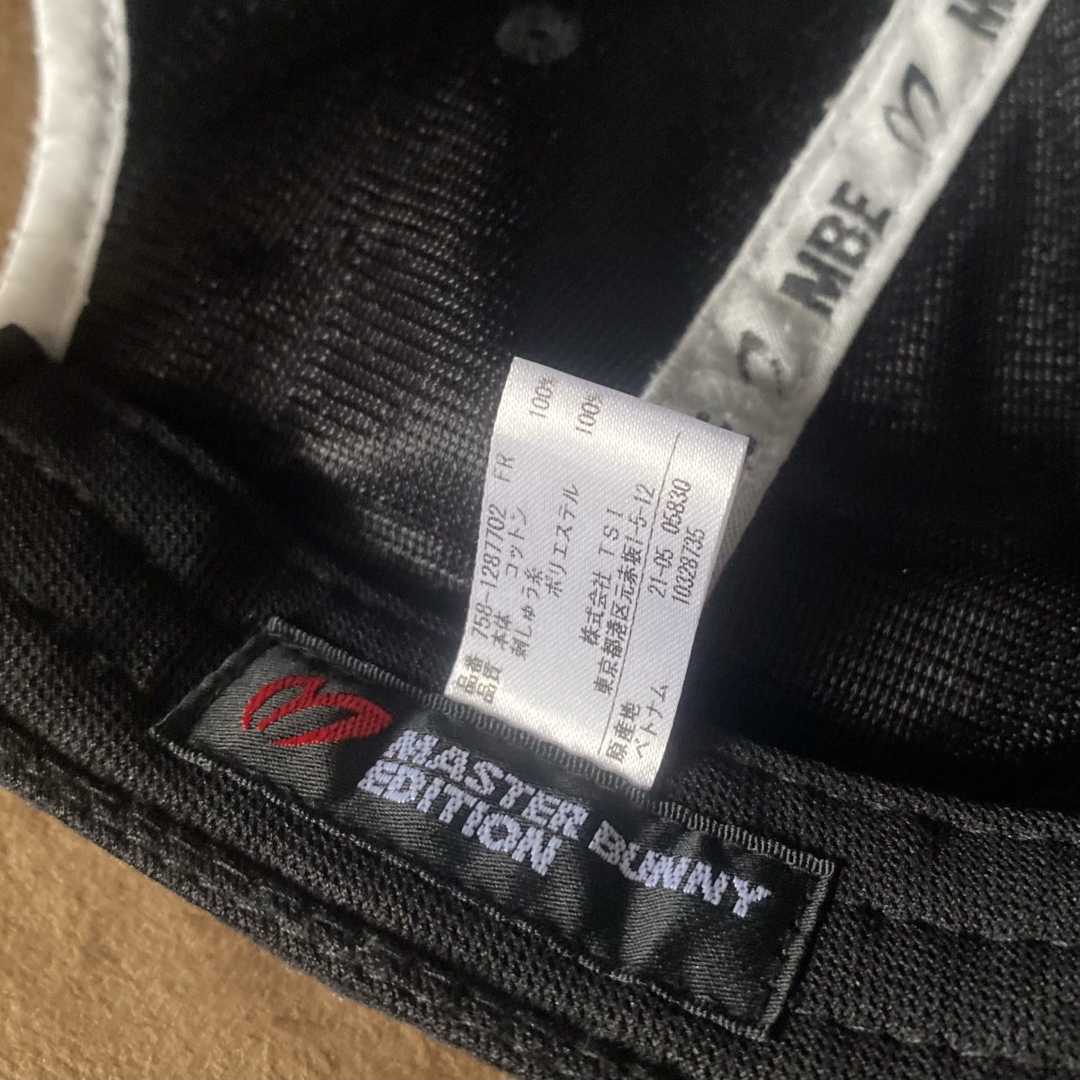 MBE
品番 758-1287702 FR
品質 本体 コットン 100%
刺しゅう糸
ポリエステル 100%
株式会社 TSI
東京都港区元赤坂1-5-12
21-05 05830
原産地
ベトナム 10328735
MASTER BUNNY
EDITION